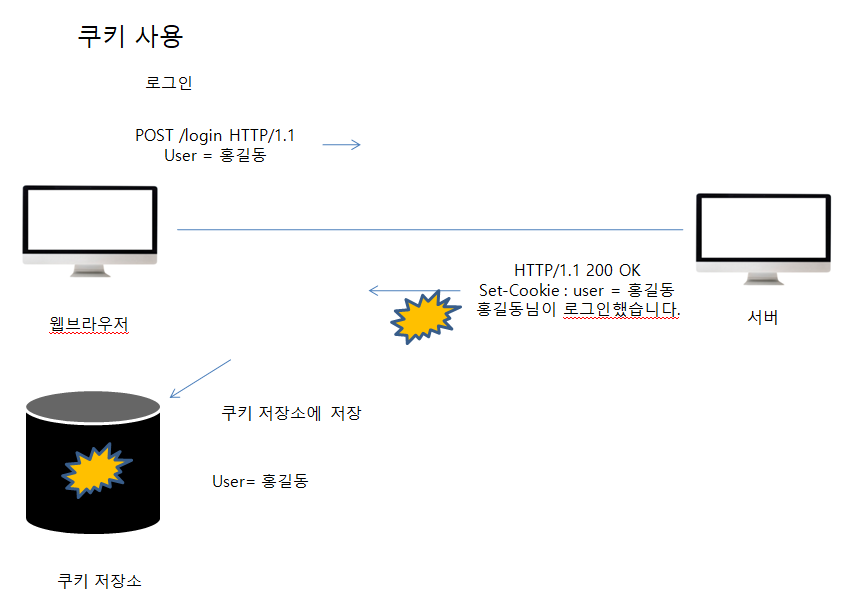 쿠키 사용
로그인
POST /login HTTP/1.1
User = 홍길동
HTTP/1.1 200 OK
Set-Cookie : user = 홍길동
홍길동님이 로그인했습니다.
웹브라우저
서버
쿠키 저장소에 저장
User= 홍길동
쿠키 저장소